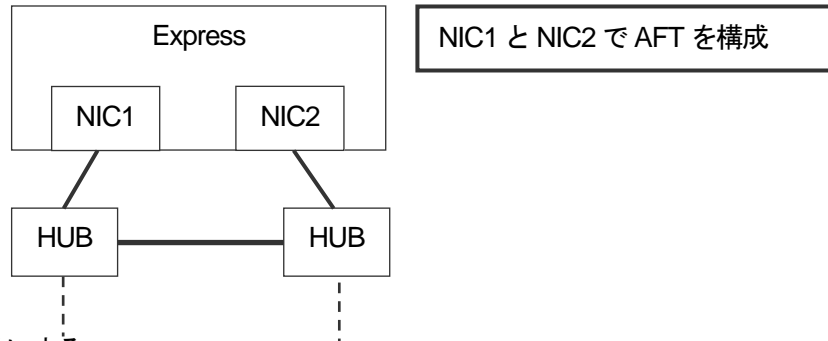 Express
NIC1 と NIC2 で AFT を構成
NIC1
NIC2
HUB
HUB